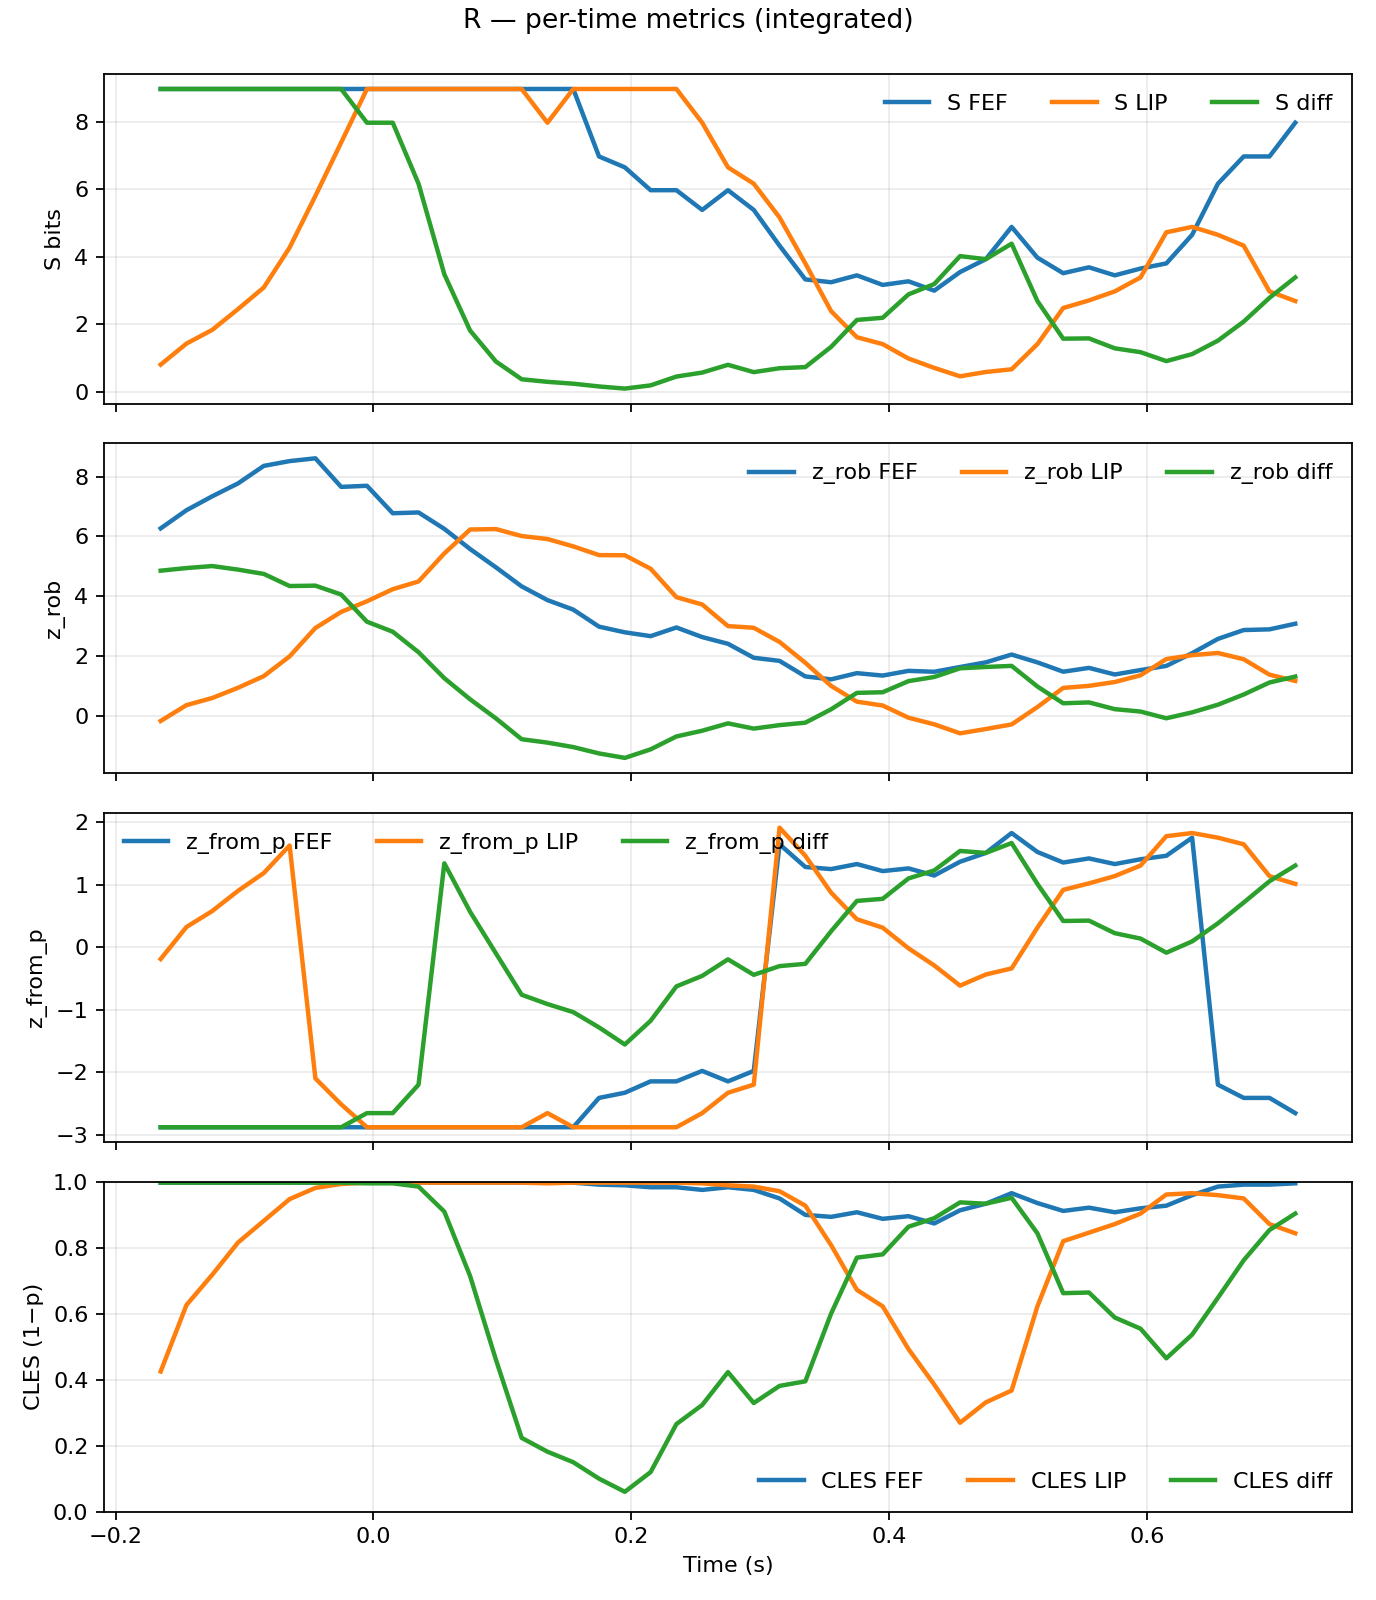 R — per-time metrics (integrated)
S FEF S LIP S diff
8
6
4
2
0
S bits
z_rob FEF z_rob LIP z_rob diff
8
6
4
2
0
z_rob
z_from_p FEF z_from_p LIP z_from_p diff
2
1
0
−1
−2
−3
z_from_p
1.0
0.8
0.6
0.4
0.2
0.0
CLES (1−p)
CLES FEF CLES LIP CLES diff
−0.2 0.0 0.2 0.4 0.6
Time (s)